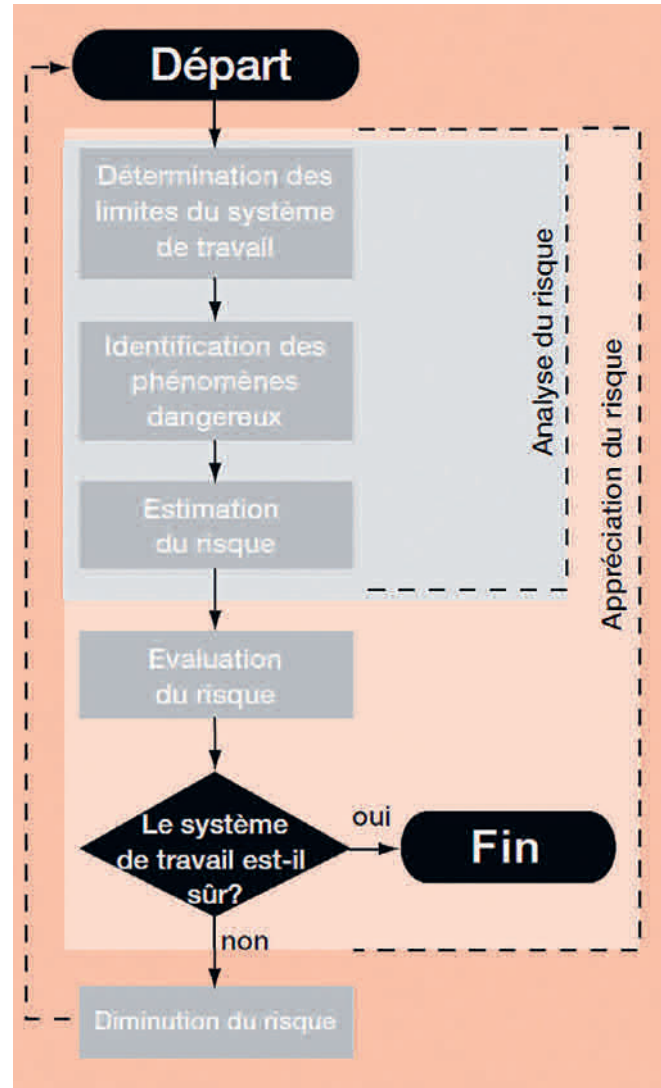 Départ
Détermination des
limites du système
de travail
Identification des
phénomènes
dangereux
Estimation
du risque
Analyse du risque
Appréciation du risque
Evaluation
du risque
Le système
de travail est-il
sûr?
oui
Fin
non
Diminution du risque